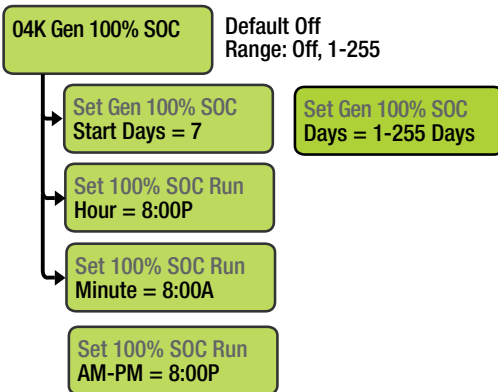 04K Gen 100% SOC
Default Off
Range: Off, 1-255
Set Gen 100% SOC
Start Days = 7
Set Gen 100% SOC
Days = 1-255 Days
Set 100% SOC Run
Hour = 8:00P
Set 100% SOC Run
Minute = 8:00A
Set 100% SOC Run
AM-PM = 8:00P